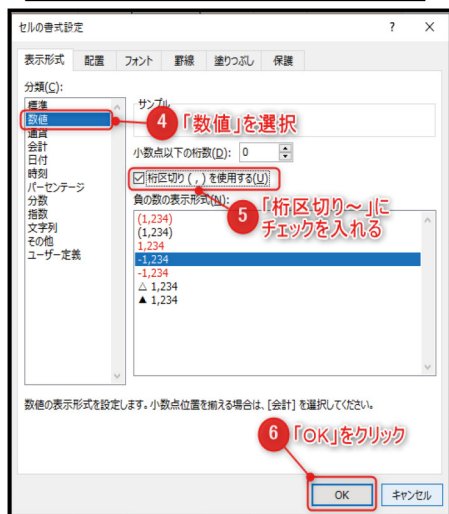 セルの書式設定 ? ×
表示形式 配置 フォント 罫線 塗りつぶし 保護
分類(C):
標準
数値
通貨
会計
日付
時刻
パーセンテージ
分数
指数
文字列
その他
ユーザー定義
サンプル
4 「数値」を選択
小数点以下の桁数(D): 0
桁区切り ( , ) を使用する(U)
負の数の表示形式(N):
5 「桁区切り～」に
チェックを入れる
(1,234)
(1,234)
1,234
-1,234
-1,234
△ 1,234
▲ 1,234
数値の表示形式を設定します。小数点位置を揃える場合は、[会計] を選択してください。
6 「OK」をクリック
OK キャンセル